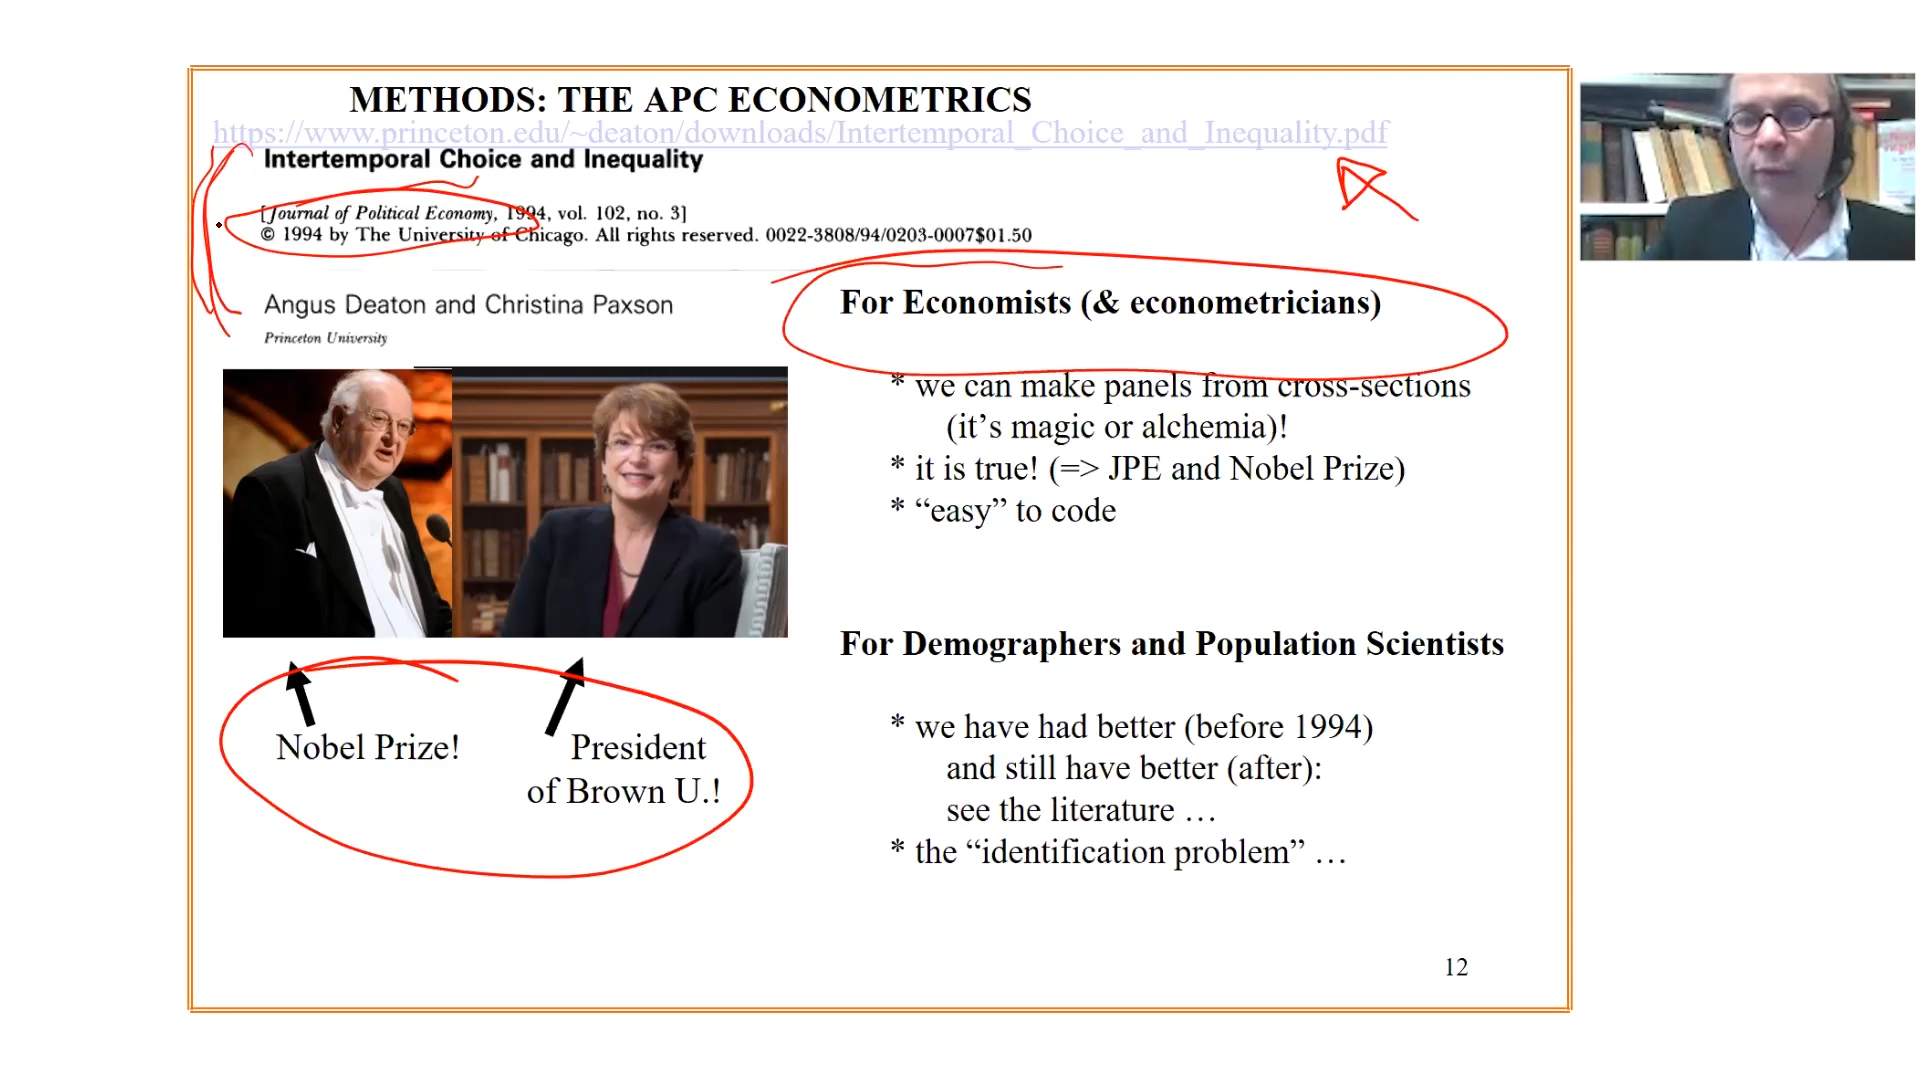 METHODS: THE APC ECONOMETRICS
https://www.princeton.edu/~deaton/downloads/Intertemporal_Choice_and_Inequality.pdf
Intertemporal Choice and Inequality
[Journal of Political Economy, 1994, vol. 102, no. 3]
© 1994 by The University of Chicago. All rights reserved. 0022-3808/94/0203-0007$01.50
Angus Deaton and Christina Paxson
Princeton University
Nobel Prize!
President
of Brown U.!
For Economists (& econometricians)
* we can make panels from cross-sections
(it’s magic or alchemia)!
* it is true! (=> JPE and Nobel Prize)
* “easy” to code
For Demographers and Population Scientists
* we have had better (before 1994)
and still have better (after):
see the literature …
* the “identification problem” …
12